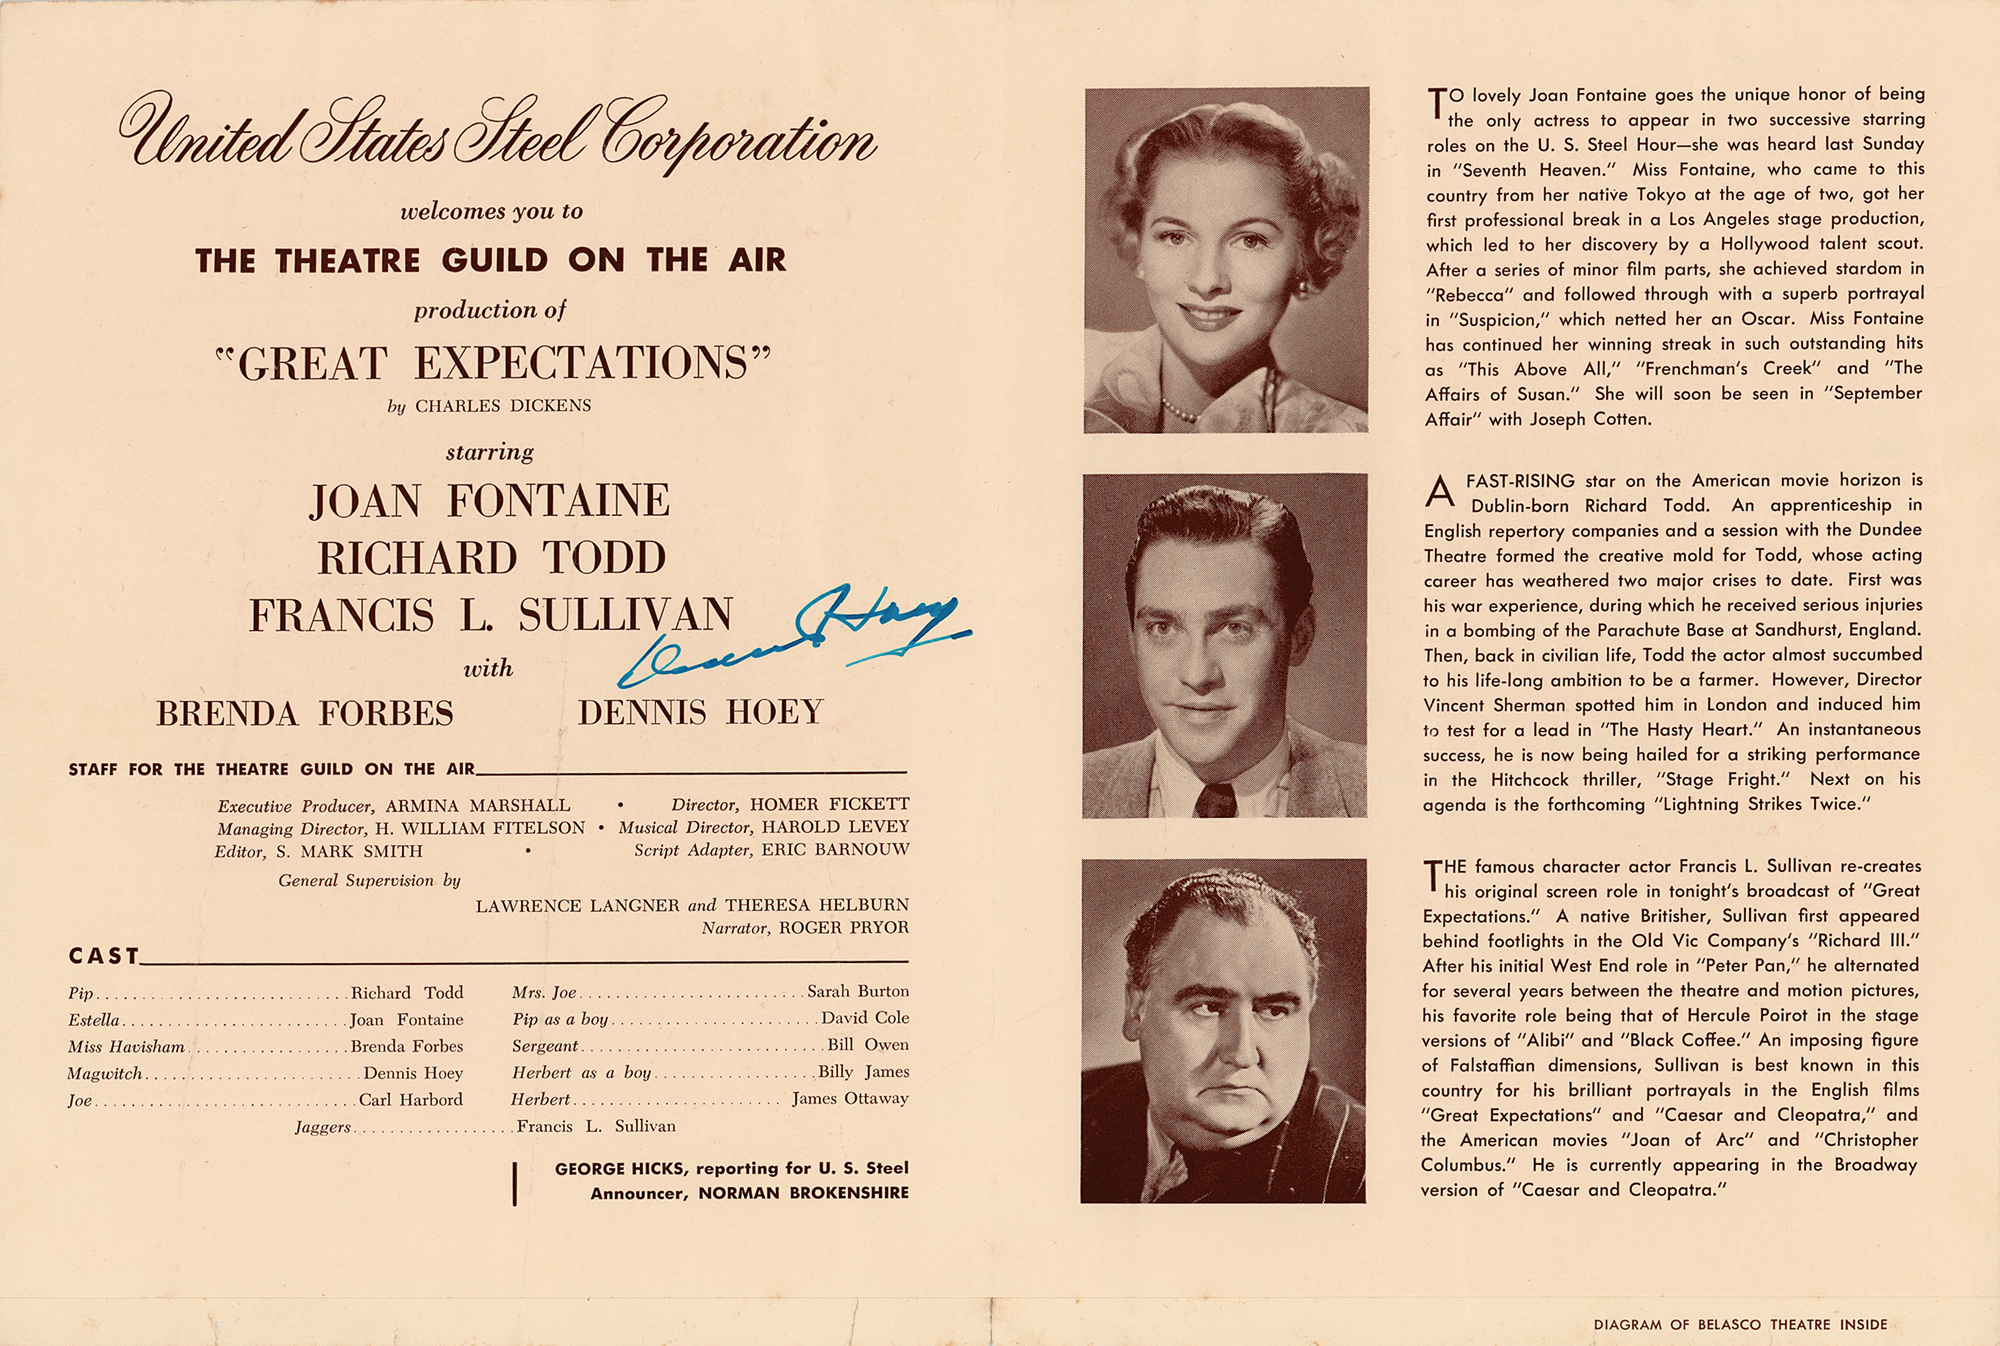 United States Steel Corporation
welcomes you to
THE THEATRE GUILD ON THE AIR
production of
“GREAT EXPECTATIONS”
by CHARLES DICKENS
starring
JOAN FONTAINE
RICHARD TODD
FRANCIS L. SULLIVAN
Dennis Hoey
with
BRENDA FORBES DENNIS HOEY
STAFF FOR THE THEATRE GUILD ON THE AIR
Executive Producer, ARMINA MARSHALL • Director, HOMER FICKETT
Managing Director, H. WILLIAM FITELSON • Musical Director, HAROLD LEVEY
Editor, S. MARK SMITH • Script Adapter, ERIC BARNOUW
General Supervision by
LAWRENCE LANGNER and THERESA HELBURN
Narrator, ROGER PRYOR
CAST
Pip..........................Richard Todd
Estella.......................Joan Fontaine
Miss Havisham.................Brenda Forbes
Magwitch......................Dennis Hoey
Joe...........................Carl Harbord
Mrs. Joe.......................Sarah Burton
Pip as a boy.....................David Cole
Sergeant.........................Bill Owen
Herbert as a boy.................Billy James
Herbert.......................James Ottaway
Jaggers.................Francis L. Sullivan
GEORGE HICKS, reporting for U. S. Steel
Announcer, NORMAN BROKENSHIRE
TO lovely Joan Fontaine goes the unique honor of being
the only actress to appear in two successive starring
roles on the U. S. Steel Hour—she was heard last Sunday
in "Seventh Heaven." Miss Fontaine, who came to this
country from her native Tokyo at the age of two, got her
first professional break in a Los Angeles stage production,
which led to her discovery by a Hollywood talent scout.
After a series of minor film parts, she achieved stardom in
"Rebecca" and followed through with a superb portrayal
in "Suspicion," which netted her an Oscar. Miss Fontaine
has continued her winning streak in such outstanding hits
as "This Above All," "Frenchman's Creek" and "The
Affairs of Susan." She will soon be seen in "September
Affair" with Joseph Cotten.
A FAST-RISING star on the American movie horizon is
Dublin-born Richard Todd. An apprenticeship in
English repertory companies and a session with the Dundee
Theatre formed the creative mold for Todd, whose acting
career has weathered two major crises to date. First was
his war experience, during which he received serious injuries
in a bombing of the Parachute Base at Sandhurst, England.
Then, back in civilian life, Todd the actor almost succumbed
to his life-long ambition to be a farmer. However, Director
Vincent Sherman spotted him in London and induced him
to test for a lead in "The Hasty Heart." An instantaneous
success, he is now being hailed for a striking performance
in the Hitchcock thriller, "Stage Fright." Next on his
agenda is the forthcoming "Lightning Strikes Twice."
THE famous character actor Francis L. Sullivan re-creates
his original screen role in tonight's broadcast of "Great
Expectations." A native Britisher, Sullivan first appeared
behind footlights in the Old Vic Company's "Richard III."
After his initial West End role in "Peter Pan," he alternated
for several years between the theatre and motion pictures,
his favorite role being that of Hercule Poirot in the stage
versions of "Alibi" and "Black Coffee." An imposing figure
of Falstaffian dimensions, Sullivan is best known in this
country for his brilliant portrayals in the English films
"Great Expectations" and "Caesar and Cleopatra," and
the American movies "Joan of Arc" and "Christopher
Columbus." He is currently appearing in the Broadway
version of "Caesar and Cleopatra."
DIAGRAM OF BELASCO THEATRE INSIDE